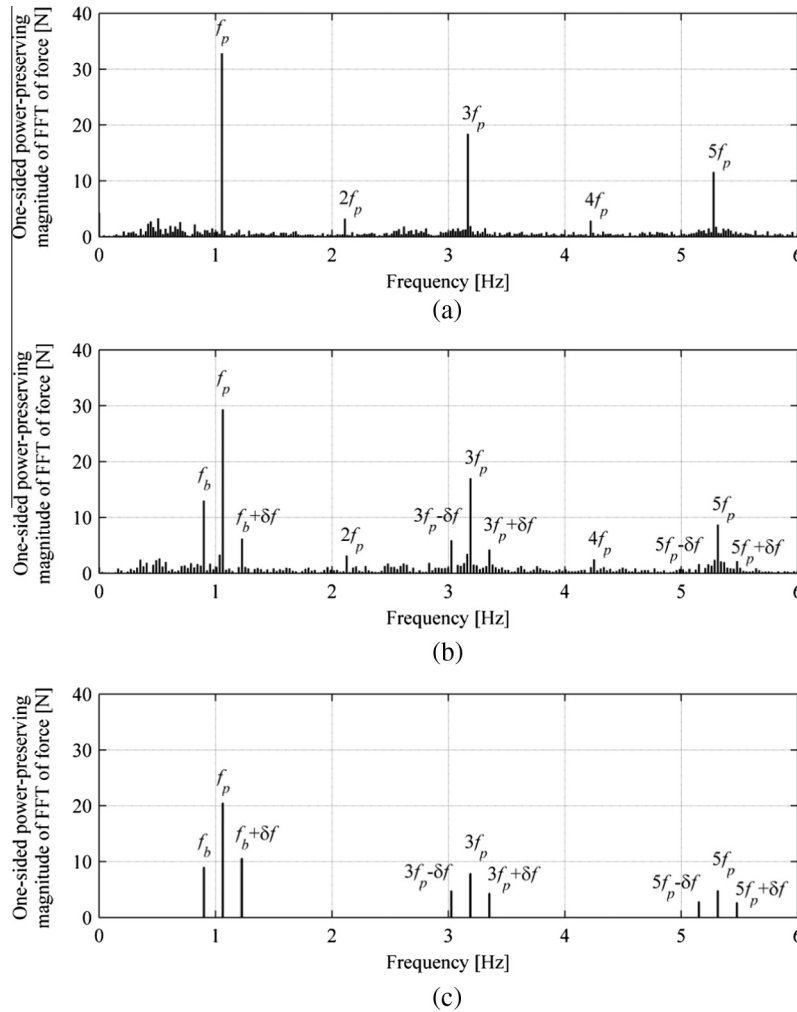 One-sided power-preserving
magnitude of FFT of force [N]
40
30
20
10
0
f_p
2f_p
3f_p
4f_p
5f_p
0 1 2 3 4 5 6
Frequency [Hz]
(a)
One-sided power-preserving
magnitude of FFT of force [N]
40
30
20
10
0
f_b
f_p
f_b+δf
2f_p
3f_p-δf
3f_p
3f_p+δf
4f_p
5f_p-δf
5f_p
5f_p+δf
0 1 2 3 4 5 6
Frequency [Hz]
(b)
One-sided power-preserving
magnitude of FFT of force [N]
40
30
20
10
0
f_b
f_p
f_b+δf
3f_p-δf
3f_p
3f_p+δf
5f_p-δf
5f_p
5f_p+δf
0 1 2 3 4 5 6
Frequency [Hz]
(c)